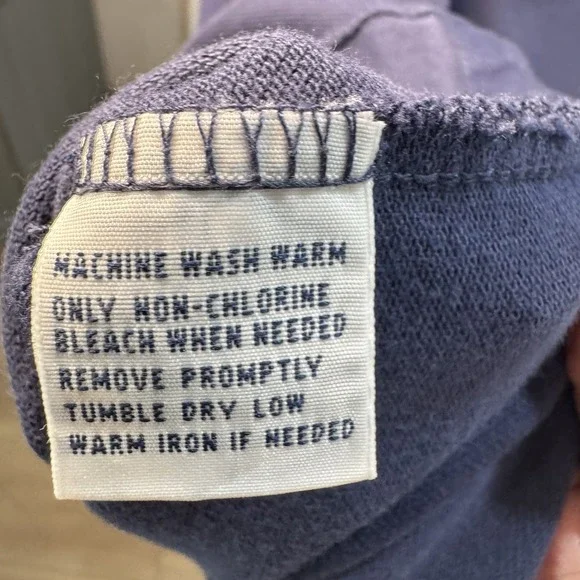 MACHINE WASH WARM
ONLY NON-CHLORINE
BLEACH WHEN NEEDED
REMOVE PROMPTLY
TUMBLE DRY LOW
WARM IRON IF NEEDED